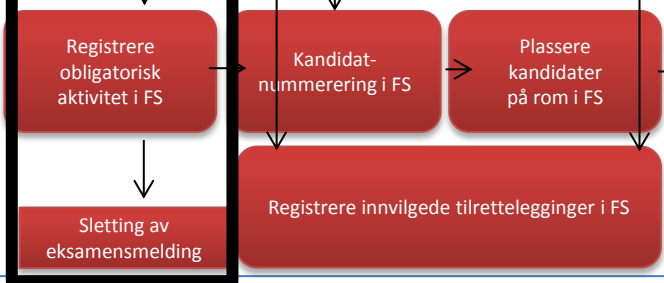 Registrere
obligatorisk
aktivitet i FS
Kandidat-
nummerering i FS
Plassere
kandidater
på rom i FS
Sletting av
eksamensmelding
Registrere innvilgede tilrettelegginger i FS